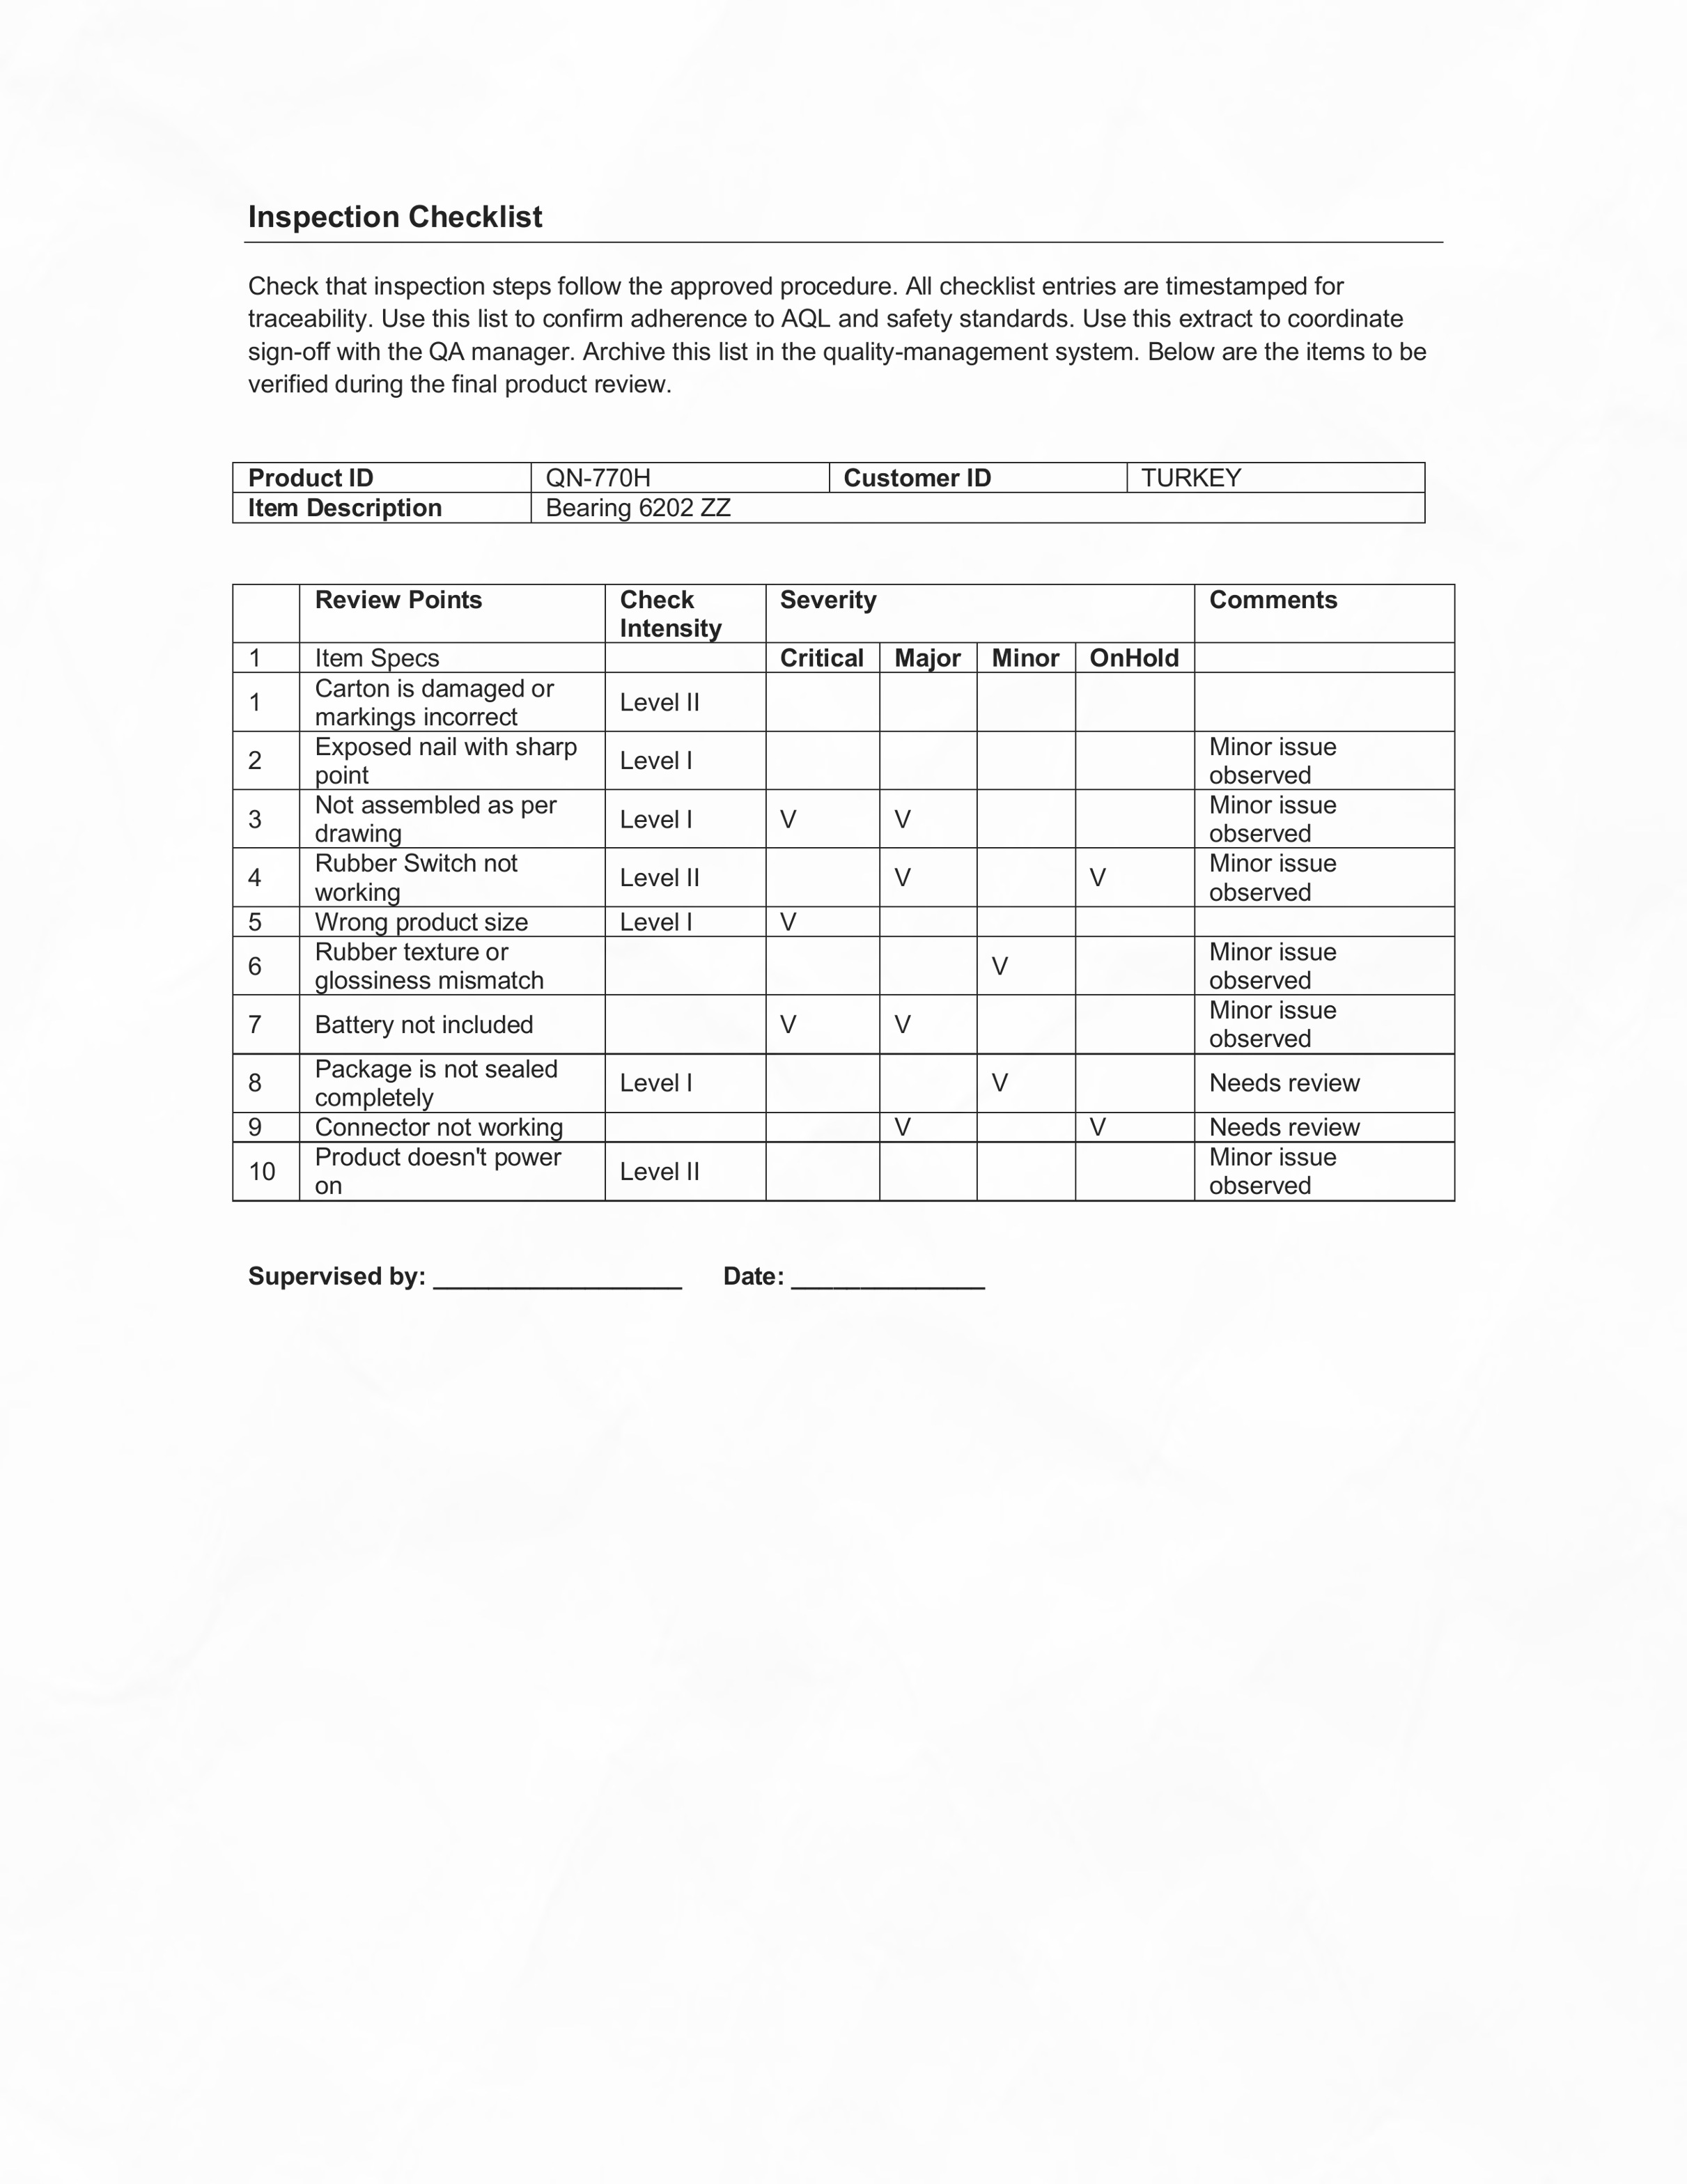 Inspection Checklist
Check that inspection steps follow the approved procedure. All checklist entries are timestamped for
traceability. Use this list to confirm adherence to AQL and safety standards. Use this extract to coordinate
sign-off with the QA manager. Archive this list in the quality-management system. Below are the items to be
verified during the final product review.
Product ID QN-770H Customer ID TURKEY
Item Description Bearing 6202 ZZ
Review Points Check Intensity Severity Comments
1 Item Specs Critical Major Minor OnHold
1 Carton is damaged or markings incorrect Level II
2 Exposed nail with sharp point Level I Minor issue observed
3 Not assembled as per drawing Level I V V Minor issue observed
4 Rubber Switch not working Level II V V Minor issue observed
5 Wrong product size Level I V
6 Rubber texture or glossiness mismatch V Minor issue observed
7 Battery not included V V Minor issue observed
8 Package is not sealed completely Level I V Needs review
9 Connector not working V V Needs review
10 Product doesn't power on Level II Minor issue observed
Supervised by: __________________ Date: ______________